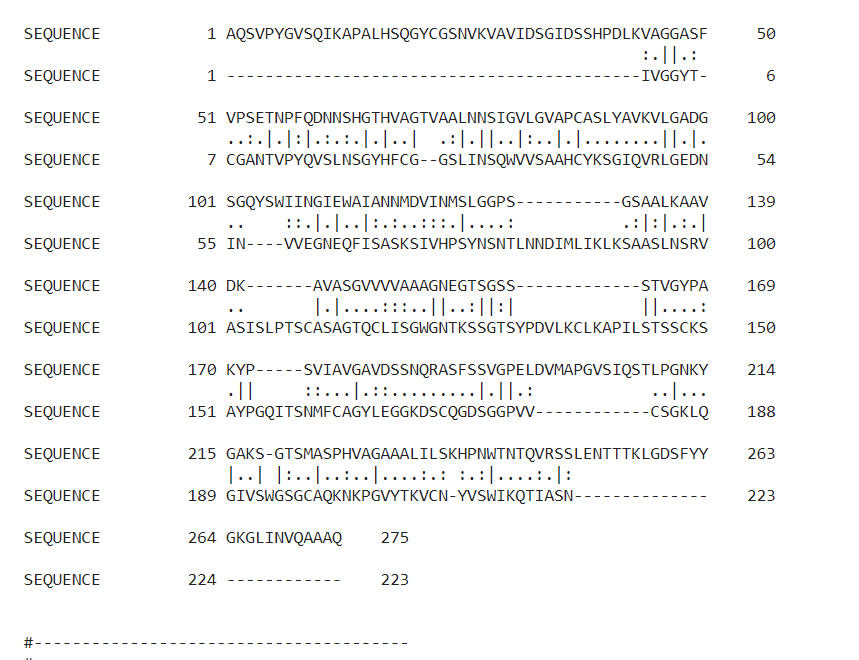 SEQUENCE 1 AQSVPYGVSQIKAPALHSQGYCGSNVKVAVIDSGIDSSHPDLKVAGGASF 50
:.||.:
SEQUENCE 1 -------------------------------------------IVGGYT- 6
SEQUENCE 51 VPSETNPFQDNNSHGTHVAGTVAALNNSIGVLGVAPCASLYAVKVLGADG 100
..:.|.|:|.:.:.|.|..|  .:|.||..|:..|.|........||.|.
SEQUENCE 7 CGANTVPYQVSLNSGYHFCG--GSLINSQWVVSAAHCYKSGIQVRLGEDN 54
SEQUENCE 101 SGQYSWIINGIEWAIANNMDVINMSLGGPS-----------GSAALKAAV 139
..    ::.|.|..|:.:..:::.|....:           .:|:|.:.|
SEQUENCE 55 IN----VVEGNEQFISASKSIVHPSYNSNTLNNDIMLIKLKSAASLNSRV 100
SEQUENCE 140 DK-------AVASGVVVVAAAGNEGTSGSS-------------STVGYPA 169
..       |.|....:::..||..:||:|             ||....:
SEQUENCE 101 ASISLPTSCASAGTQCLISGWGNTKSSGTSYPDVLKCLKAPILSTSSCKS 150
SEQUENCE 170 KYP-----SVIAVGAVDSSNQRASFSSVGPELDVMAPGVSIQSTLPGNKY 214
.||     ::...|.::.........|.||.:            ..|...
SEQUENCE 151 AYPGQITSNMFCAGYLEGGKDSCQGDSGGPVV------------CSGKLQ 188
SEQUENCE 215 GAKS-GTSMASPHVAGAAALILSKHPNWTNTQVRSSLENTTTKLGDSFYY 263
|..| |:..|..:..|....:.: :.:|....:.|:
SEQUENCE 189 GIVSWGSGCAQKNKPGVYTKVCN-YVSWIKQTIASN-------------- 223
SEQUENCE 264 GKGLINVQAAAQ 275
SEQUENCE 224 ------------ 223
#---------------------------------------